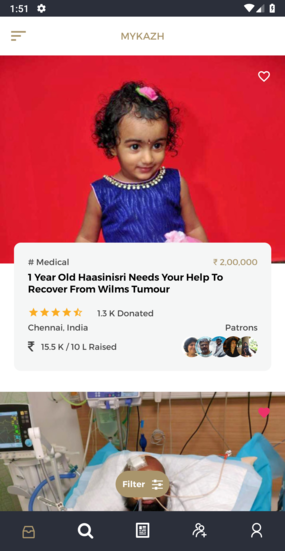 1:51
MYKAZH
# Medical
₹ 2,00,000
1 Year Old Haasinisri Needs Your Help To
Recover From Wilms Tumour
1.3 K Donated
Chennai, India
Patrons
₹ 15.5 K / 10 L Raised
Filter